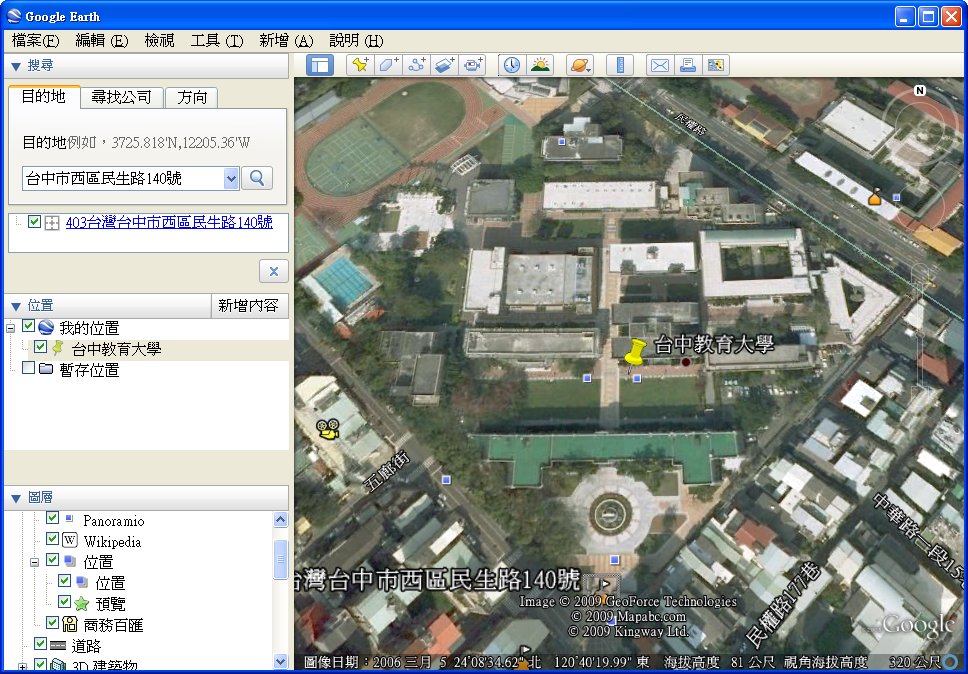 Google Earth
檔案(F) 編輯(E) 檢視 工具(T) 新增(A) 說明(H)
搜尋
目的地 尋找公司 方向
目的地例如，3725.818'N,12205.36'W
台中市西區民生路140號
403台灣台中市西區民生路140號
位置 新增內容
我的位置
台中教育大學
暫存位置
圖層
Panoramio
Wikipedia
位置
位置
預覽
商務百匯
道路
3D 建築物
N
民權路
台中教育大學
五廊街
中華路一段15
民權路177巷
台灣台中市西區民生路140號
Image © 2009 GeoForce Technologies
© 2009 Mapabc.com
© 2009 Kingway Ltd.
Google
圖像日期：2006 三月 5 24°08'34.62" 北 120°40'19.99" 東 海拔高度 81 公尺 視角海拔高度 320 公尺